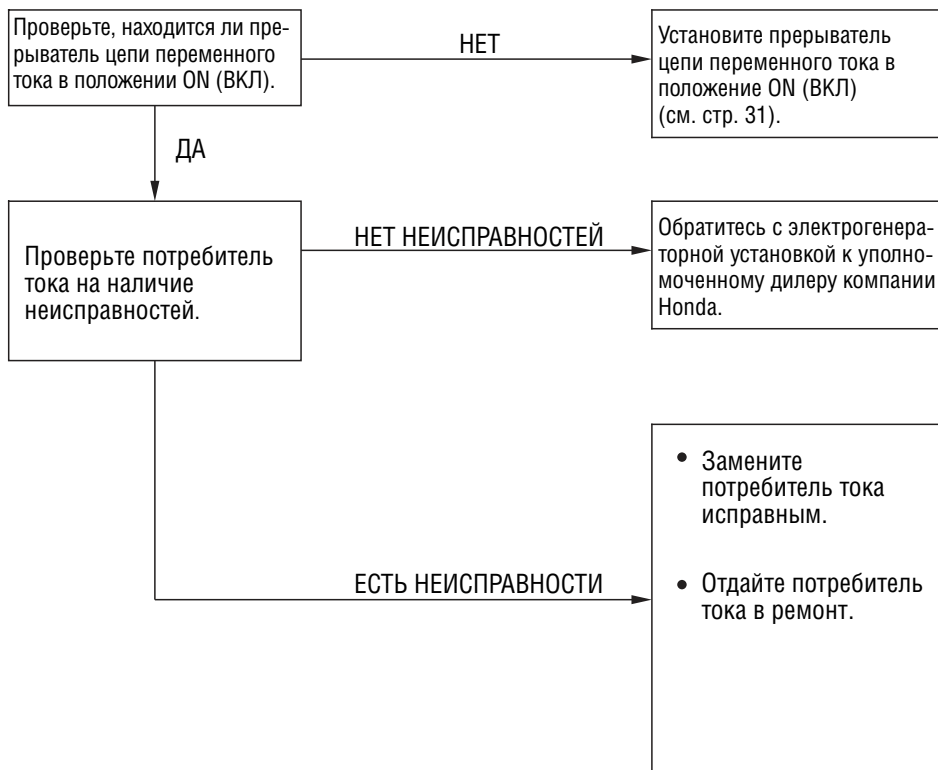 Проверьте, находится ли пре-
рыватель цепи переменного
тока в положении ON (ВКЛ).
НЕТ
Установите прерыватель
цепи переменного тока в
положение ON (ВКЛ)
(см. стр. 31).
ДА
Проверьте потребитель
тока на наличие
неисправностей.
НЕТ НЕИСПРАВНОСТЕЙ
Обратитесь с электрогенера-
торной установкой к уполно-
моченному дилеру компании
Honda.
ЕСТЬ НЕИСПРАВНОСТИ
• Замените
потребитель тока
исправным.
• Отдайте потребитель
тока в ремонт.